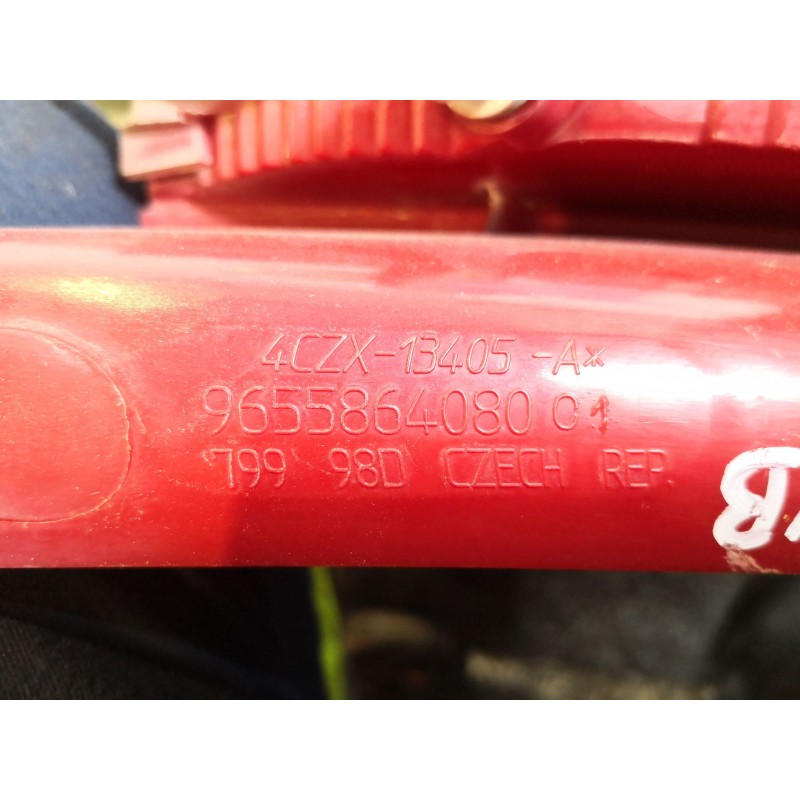 4CZX-13405-A*
9655864080 01
799 98D CZECH REP.